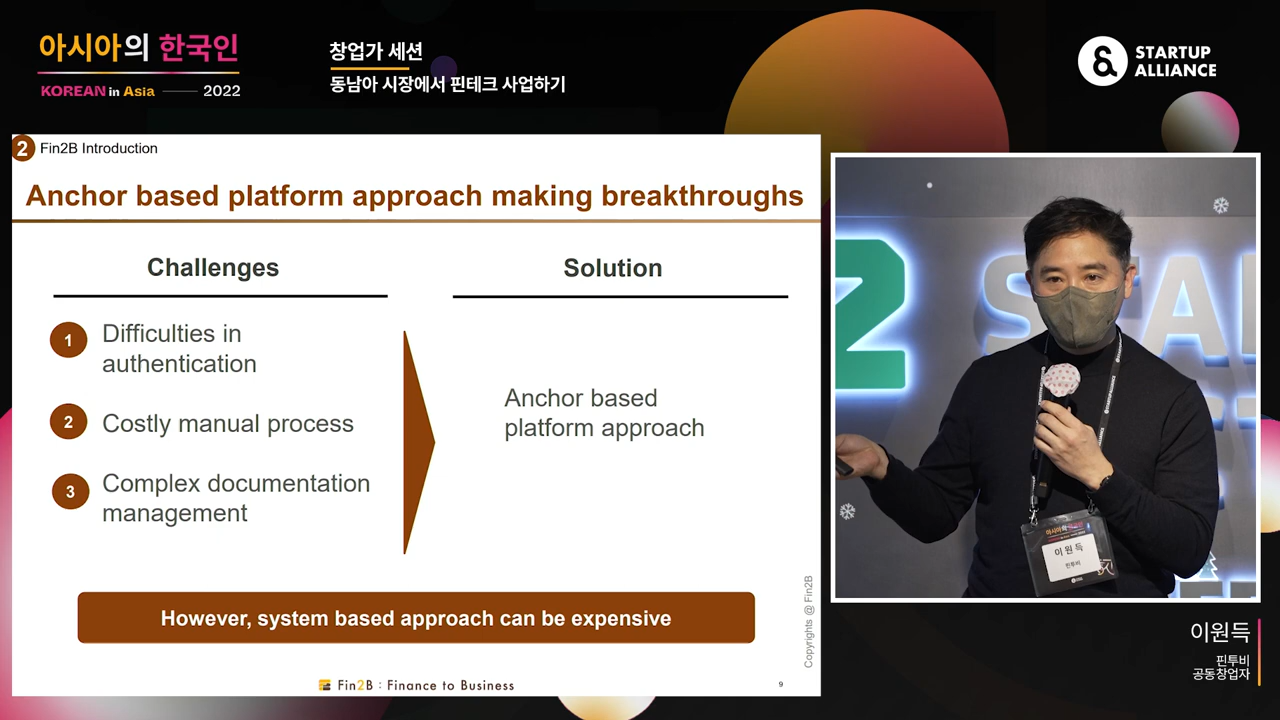 아시아의 한국인
KOREAN in Asia 2022
창업가 세션
동남아 시장에서 핀테크 사업하기
STARTUP
ALLIANCE
2 Fin2B Introduction
Anchor based platform approach making breakthroughs
Challenges
1 Difficulties in
authentication
2 Costly manual process
3 Complex documentation
management
Solution
Anchor based
platform approach
However, system based approach can be expensive
Copyrights @ Fin2B
Fin2B : Finance to Business
9
2 STA
이원득
핀투비
이원득
핀투비
공동창업자